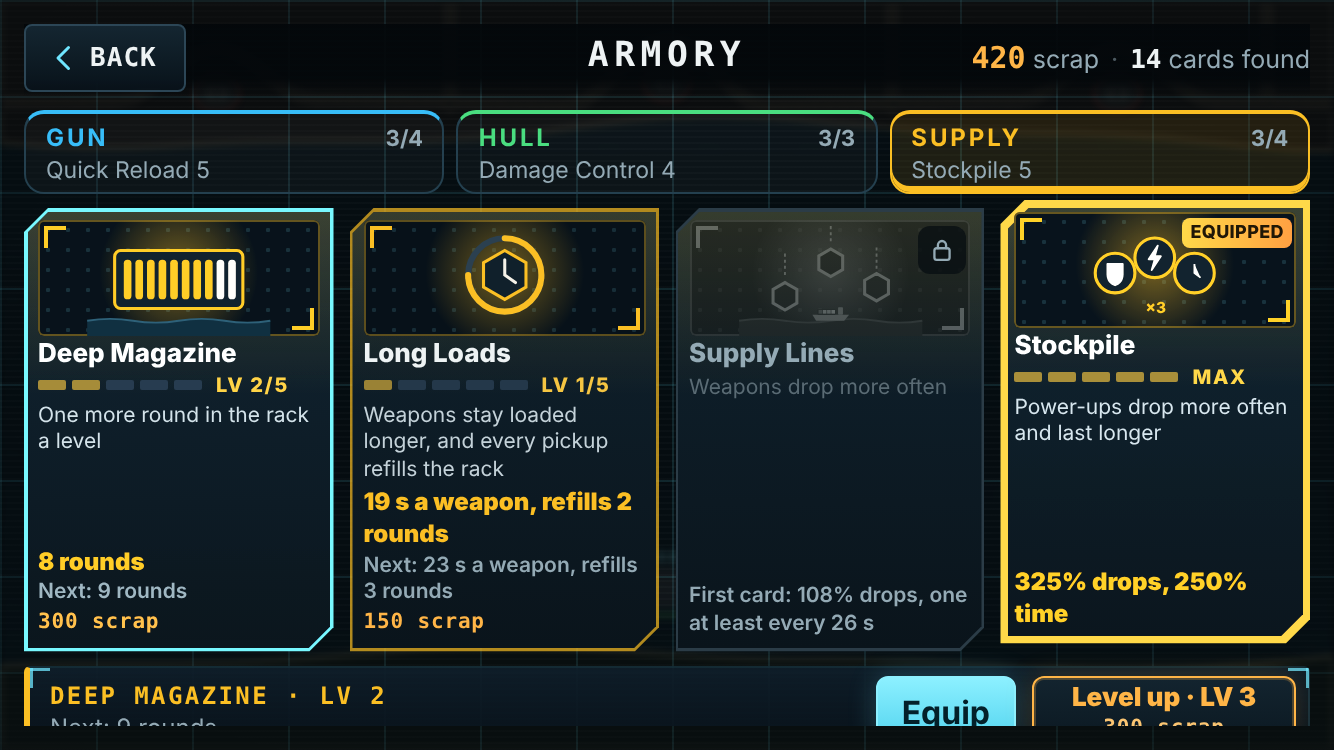 BACK
ARMORY
420 scrap · 14 cards found
GUN 3/4
Quick Reload 5
HULL 3/3
Damage Control 4
SUPPLY 3/4
Stockpile 5
Deep Magazine
LV 2/5
One more round in the rack
a level
8 rounds
Next: 9 rounds
300 scrap
Long Loads
LV 1/5
Weapons stay loaded
longer, and every pickup
refills the rack
19 s a weapon, refills 2
rounds
Next: 23 s a weapon, refills
3 rounds
150 scrap
Supply Lines
Weapons drop more often
First card: 108% drops, one
at least every 26 s
EQUIPPED
×3
Stockpile
MAX
Power-ups drop more often
and last longer
325% drops, 250%
time
DEEP MAGAZINE · LV 2
Next: 9 rounds
Equip
Level up · LV 3
300 scrap